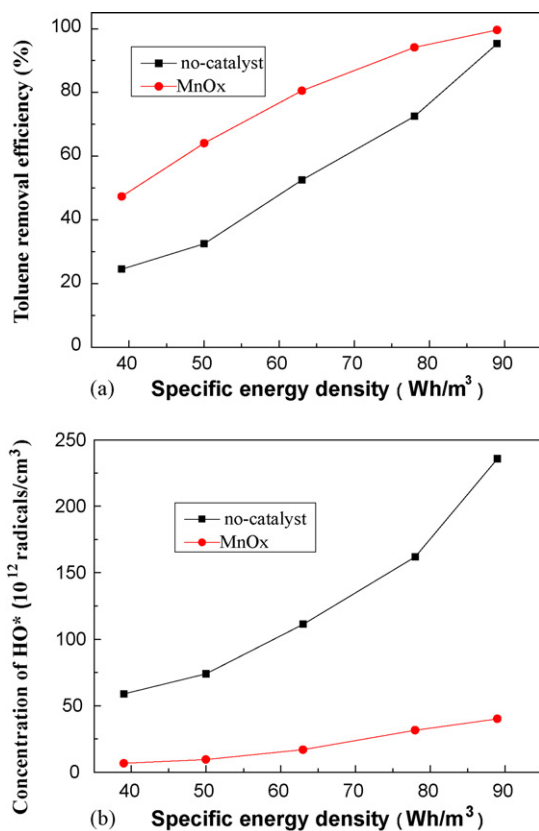 Toluene removal efficiency (%)
100
80
60
40
20
0
no-catalyst
MnOx
40 50 60 70 80 90
(a) Specific energy density ( Wh/m³)
Concentration of HO* (10¹² radicals/cm³)
250
200
150
100
50
0
no-catalyst
MnOx
40 50 60 70 80 90
(b) Specific energy density ( Wh/m³)